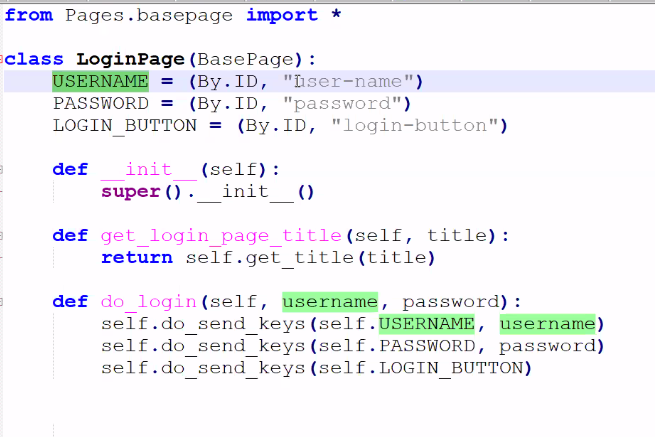 from Pages.basepage import *
class LoginPage(BasePage):
    USERNAME = (By.ID, "user-name")
    PASSWORD = (By.ID, "password")
    LOGIN_BUTTON = (By.ID, "login-button")
    def __init__(self):
        super().__init__()
    def get_login_page_title(self, title):
        return self.get_title(title)
    def do_login(self, username, password):
        self.do_send_keys(self.USERNAME, username)
        self.do_send_keys(self.PASSWORD, password)
        self.do_send_keys(self.LOGIN_BUTTON)